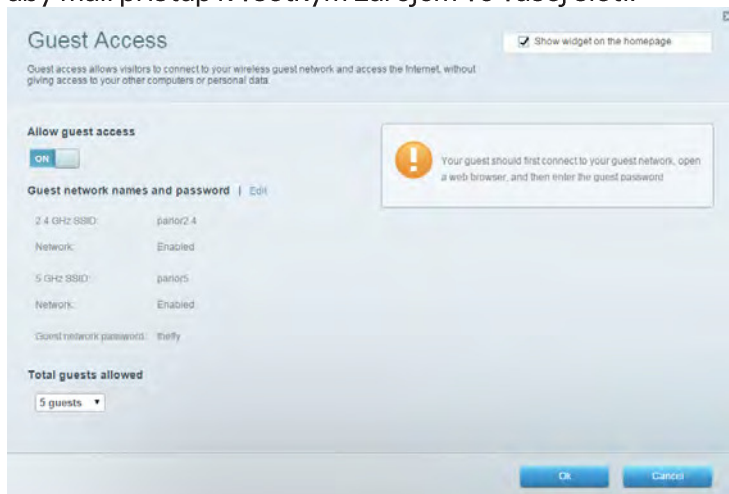 Guest Access
Show widget on the homepage
Guest access allows visitors to connect to your wireless guest network and access the Internet, without
giving access to your other computers or personal data.
Allow guest access
ON
Your guest should first connect to your guest network, open
a web browser, and then enter the guest password
Guest network names and password | Edit
2.4 GHz SSID: parlor2.4
Network: Enabled
5 GHz SSID: parlor5
Network: Enabled
Guest network password: thefly
Total guests allowed
5 guests
Ok
Cancel